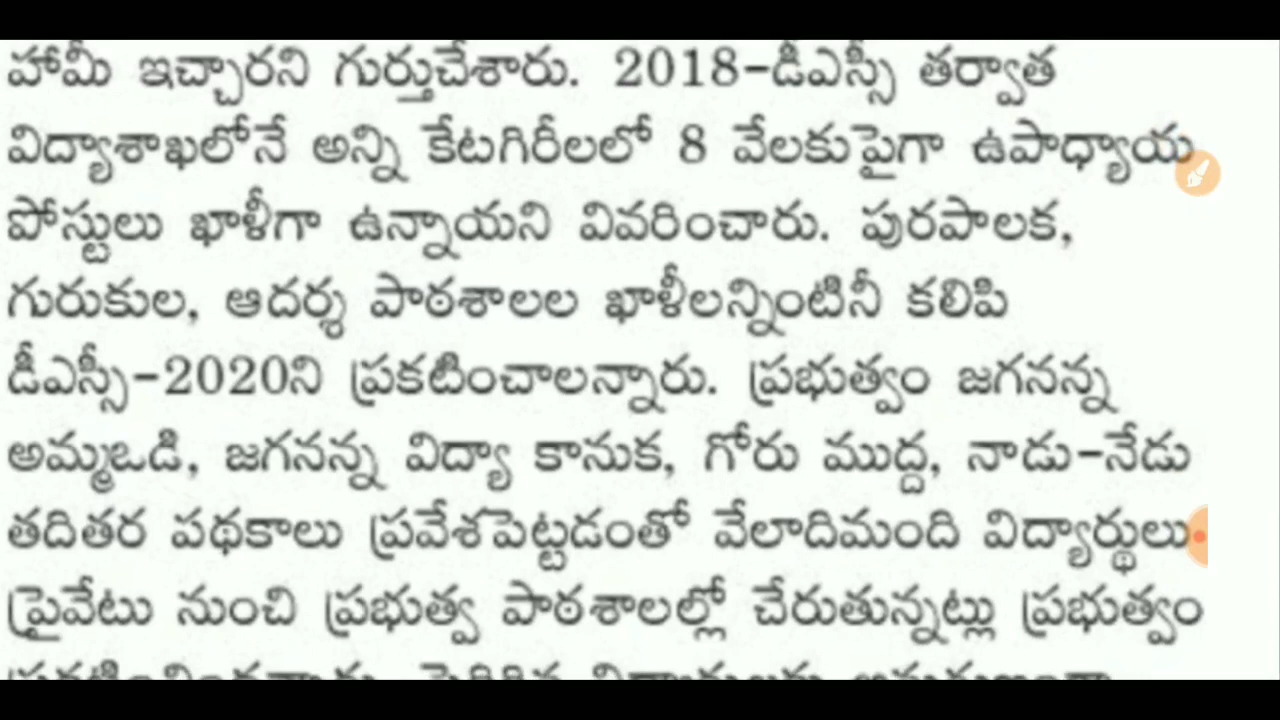 హామీ ఇచ్చారని గుర్తుచేశారు. 2018-డీఎస్సీ తర్వాత
విద్యాశాఖలోనే అన్ని కేటగిరీలలో 8 వేలకుపైగా ఉపాధ్యాయ
పోస్టులు ఖాళీగా ఉన్నాయని వివరించారు. పురపాలక,
గురుకుల, ఆదర్శ పాఠశాలల ఖాళీలన్నింటినీ కలిపి
డీఎస్సీ-2020ని ప్రకటించాలన్నారు. ప్రభుత్వం జగనన్న
అమ్మఒడి, జగనన్న విద్యా కానుక, గోరు ముద్ద, నాడు-నేడు
తదితర పథకాలు ప్రవేశపెట్టడంతో వేలాదిమంది విద్యార్థులు
ప్రైవేటు నుంచి ప్రభుత్వ పాఠశాలల్లో చేరుతున్నట్లు ప్రభుత్వం